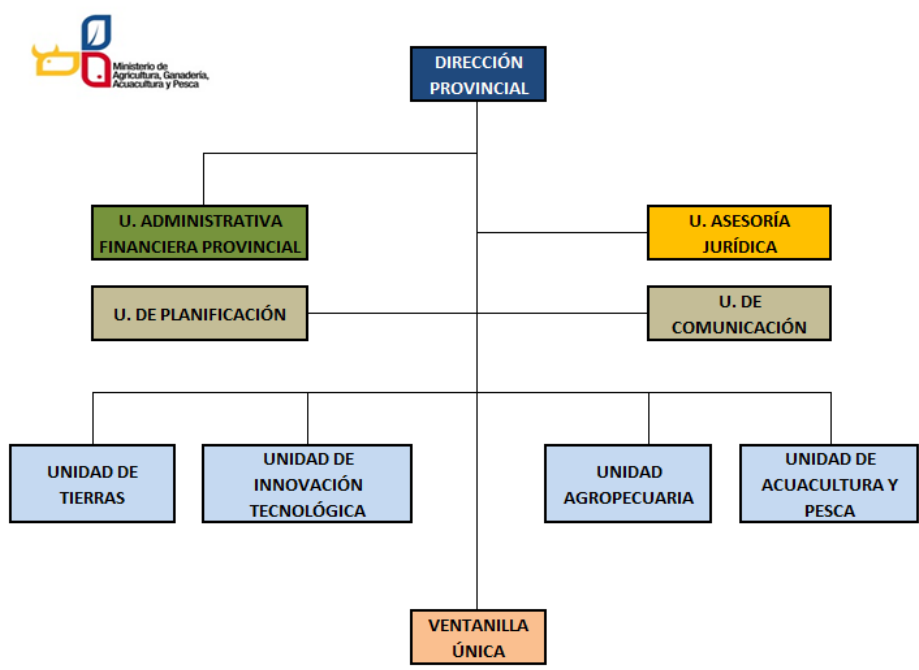 Ministerio de
Agricultura, Ganadería,
Acuacultura y Pesca
DIRECCIÓN
PROVINCIAL
U. ADMINISTRATIVA
FINANCIERA PROVINCIAL
U. ASESORÍA
JURÍDICA
U. DE PLANIFICACIÓN
U. DE
COMUNICACIÓN
UNIDAD DE
TIERRAS
UNIDAD DE
INNOVACIÓN
TECNOLÓGICA
UNIDAD
AGROPECUARIA
UNIDAD DE
ACUACULTURA Y
PESCA
VENTANILLA
ÚNICA